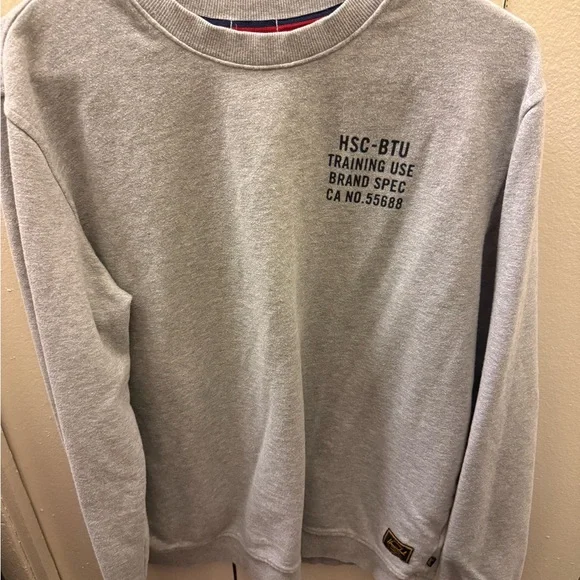 HSC-BTU
TRAINING USE
BRAND SPEC
CA NO.55688